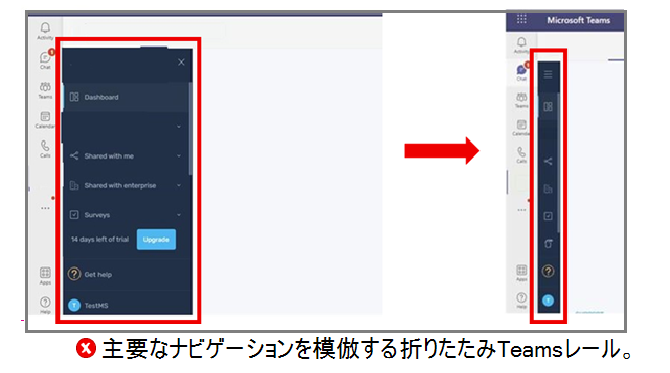 Activity
Chat
Teams
Calendar
Calls
...
Apps
Help
X
Dashboard
Shared with me
Shared with enterprise
Surveys
14 days left of trial
Upgrade
Get help
T
TestMS
Microsoft Teams
Activity
Chat
Teams
Calendar
Calls
...
Apps
Help
T
主要なナビゲーションを模倣する折りたたみTeamsレール。